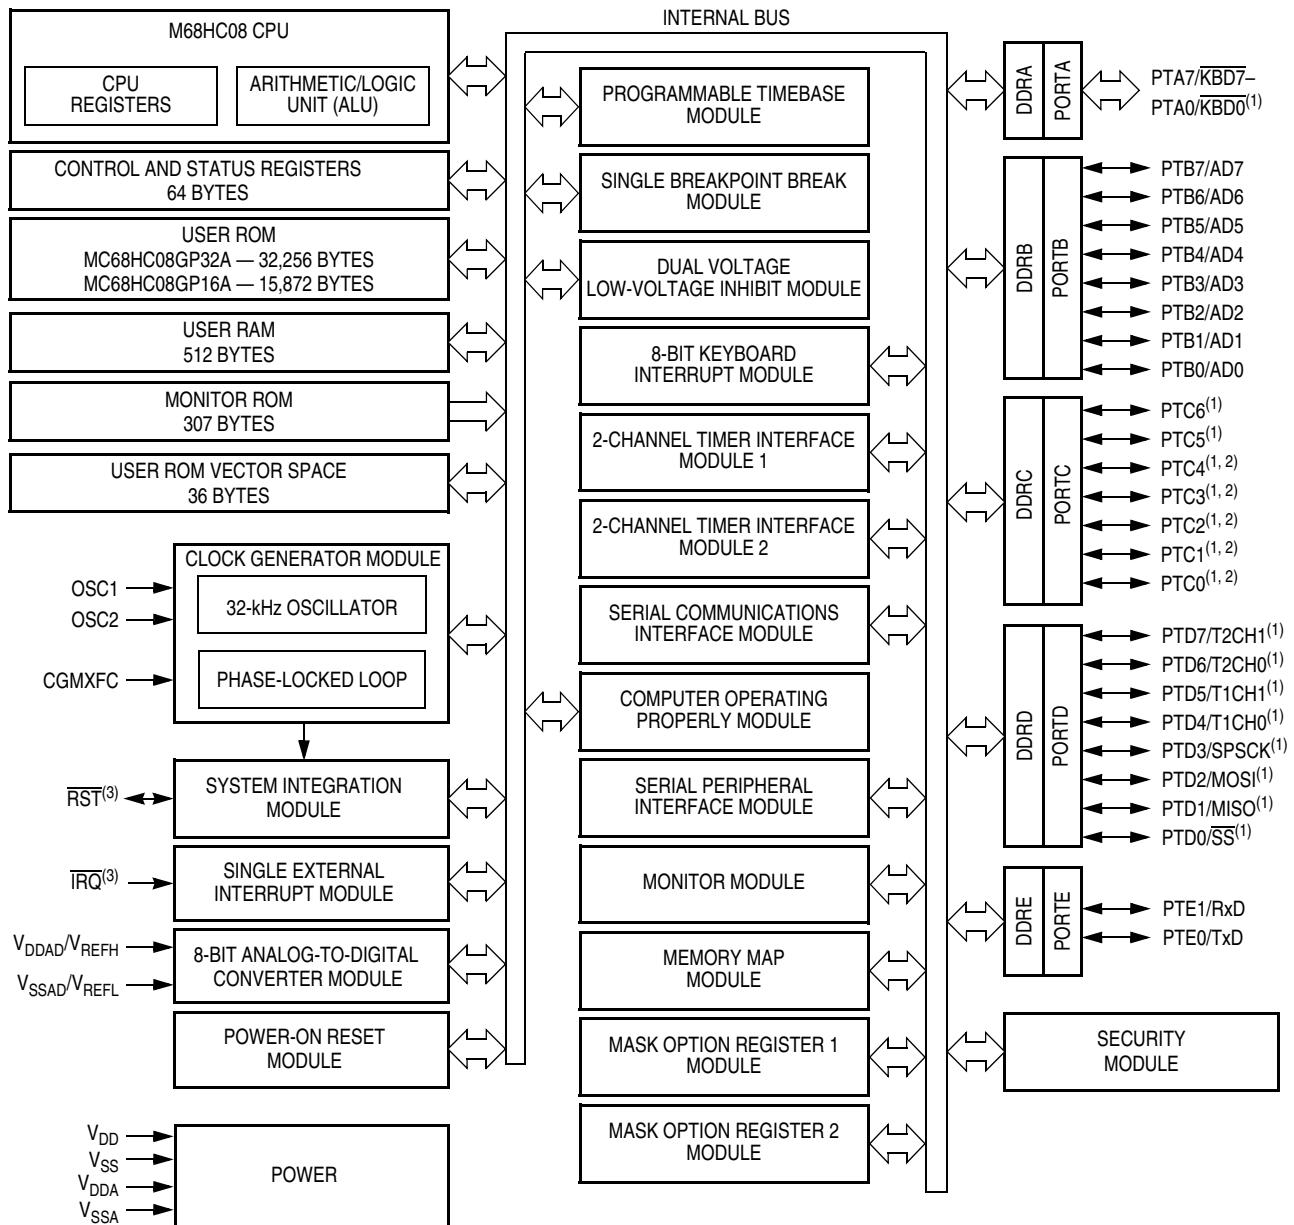 INTERNAL BUS
M68HC08 CPU
CPU
REGISTERS
ARITHMETIC/LOGIC
UNIT (ALU)
CONTROL AND STATUS REGISTERS
64 BYTES
USER ROM
MC68HC08GP32A — 32,256 BYTES
MC68HC08GP16A — 15,872 BYTES
USER RAM
512 BYTES
MONITOR ROM
307 BYTES
USER ROM VECTOR SPACE
36 BYTES
CLOCK GENERATOR MODULE
32-kHz OSCILLATOR
PHASE-LOCKED LOOP
OSC1
OSC2
CGMXFC
SYSTEM INTEGRATION
MODULE
RST(3)
SINGLE EXTERNAL
INTERRUPT MODULE
IRQ(3)
8-BIT ANALOG-TO-DIGITAL
CONVERTER MODULE
VDDAD/VREFH
VSSAD/VREFL
POWER-ON RESET
MODULE
POWER
VDD
VSS
VDDA
VSSA
PROGRAMMABLE TIMEBASE
MODULE
SINGLE BREAKPOINT BREAK
MODULE
DUAL VOLTAGE
LOW-VOLTAGE INHIBIT MODULE
8-BIT KEYBOARD
INTERRUPT MODULE
2-CHANNEL TIMER INTERFACE
MODULE 1
2-CHANNEL TIMER INTERFACE
MODULE 2
SERIAL COMMUNICATIONS
INTERFACE MODULE
COMPUTER OPERATING
PROPERLY MODULE
SERIAL PERIPHERAL
INTERFACE MODULE
MONITOR MODULE
MEMORY MAP
MODULE
MASK OPTION REGISTER 1
MODULE
MASK OPTION REGISTER 2
MODULE
DDRA
PORTA
PTA7/KBD7–
PTA0/KBD0(1)
DDRB
PORTB
PTB7/AD7
PTB6/AD6
PTB5/AD5
PTB4/AD4
PTB3/AD3
PTB2/AD2
PTB1/AD1
PTB0/AD0
DDRC
PORTC
PTC6(1)
PTC5(1)
PTC4(1, 2)
PTC3(1, 2)
PTC2(1, 2)
PTC1(1, 2)
PTC0(1, 2)
DDRD
PORTD
PTD7/T2CH1(1)
PTD6/T2CH0(1)
PTD5/T1CH1(1)
PTD4/T1CH0(1)
PTD3/SPSCK(1)
PTD2/MOSI(1)
PTD1/MISO(1)
PTD0/SS(1)
DDRE
PORTE
PTE1/RxD
PTE0/TxD
SECURITY
MODULE